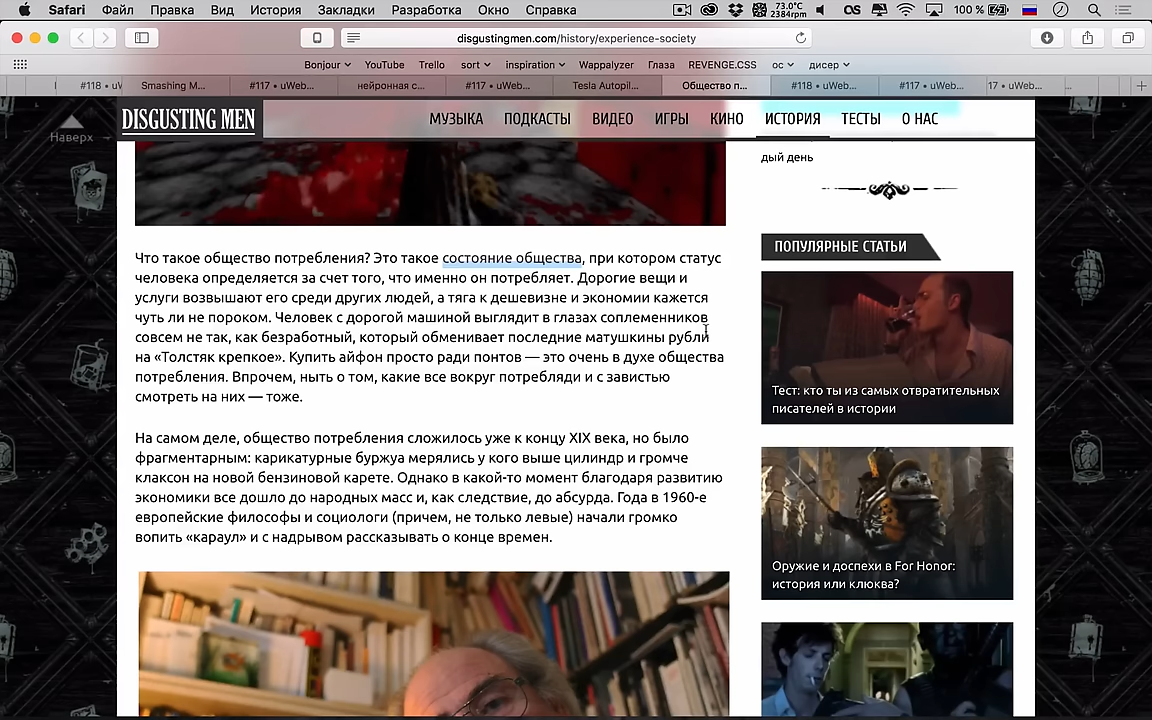 Safari Файл Правка Вид История Закладки Разработка Окно Справка
73.0°C
2384rpm
100 %
disgustingmen.com/history/experience-society
Bonjour YouTube Trello sort inspiration Wappalyzer Глаза REVENGE.CSS ос дисер
#118 • uW
Smashing M...
#117 • uWeb...
нейронная с...
#117 • uWeb...
Tesla Autopil...
Общество п...
#118 • uWeb...
#117 • uWeb...
17 • uWeb...
Наверх
DISGUSTING MEN
МУЗЫКА ПОДКАСТЫ ВИДЕО ИГРЫ КИНО ИСТОРИЯ ТЕСТЫ О НАС
Что такое общество потребления? Это такое состояние общества, при котором статус
человека определяется за счет того, что именно он потребляет. Дорогие вещи и
услуги возвышают его среди других людей, а тяга к дешевизне и экономии кажется
чуть ли не пороком. Человек с дорогой машиной выглядит в глазах соплеменников
совсем не так, как безработный, который обменивает последние матушкины рубли
на «Толстяк крепкое». Купить айфон просто ради понтов — это очень в духе общества
потребления. Впрочем, ныть о том, какие все вокруг потребляди и с завистью
смотреть на них — тоже.
На самом деле, общество потребления сложилось уже к концу XIX века, но было
фрагментарным: карикатурные буржуа мерялись у кого выше цилиндр и громче
клаксон на новой бензиновой карете. Однако в какой-то момент благодаря развитию
экономики все дошло до народных масс и, как следствие, до абсурда. Года в 1960-е
европейские философы и социологи (причем, не только левые) начали громко
вопить «караул» и с надрывом рассказывать о конце времен.
дый день
ПОПУЛЯРНЫЕ СТАТЬИ
Тест: кто ты из самых отвратительных
писателей в истории
Оружие и доспехи в For Honor:
история или клюква?